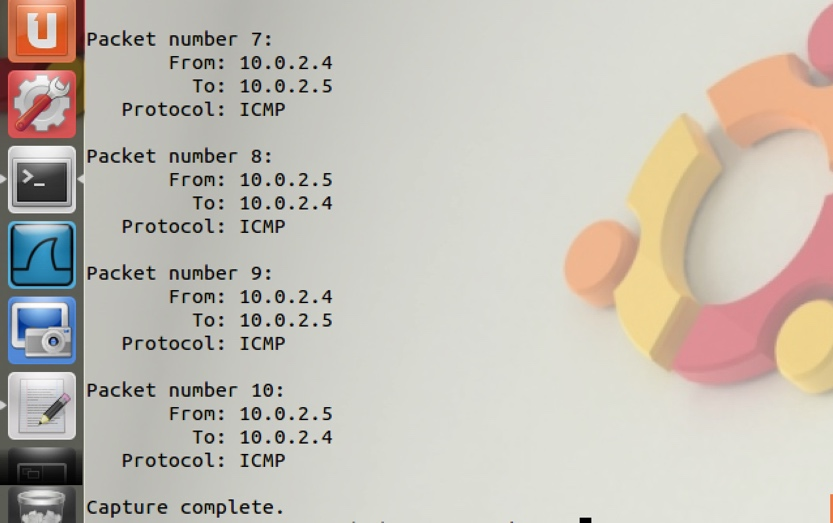 Packet number 7:
From: 10.0.2.4
To: 10.0.2.5
Protocol: ICMP
Packet number 8:
From: 10.0.2.5
To: 10.0.2.4
Protocol: ICMP
Packet number 9:
From: 10.0.2.4
To: 10.0.2.5
Protocol: ICMP
Packet number 10:
From: 10.0.2.5
To: 10.0.2.4
Protocol: ICMP
Capture complete.